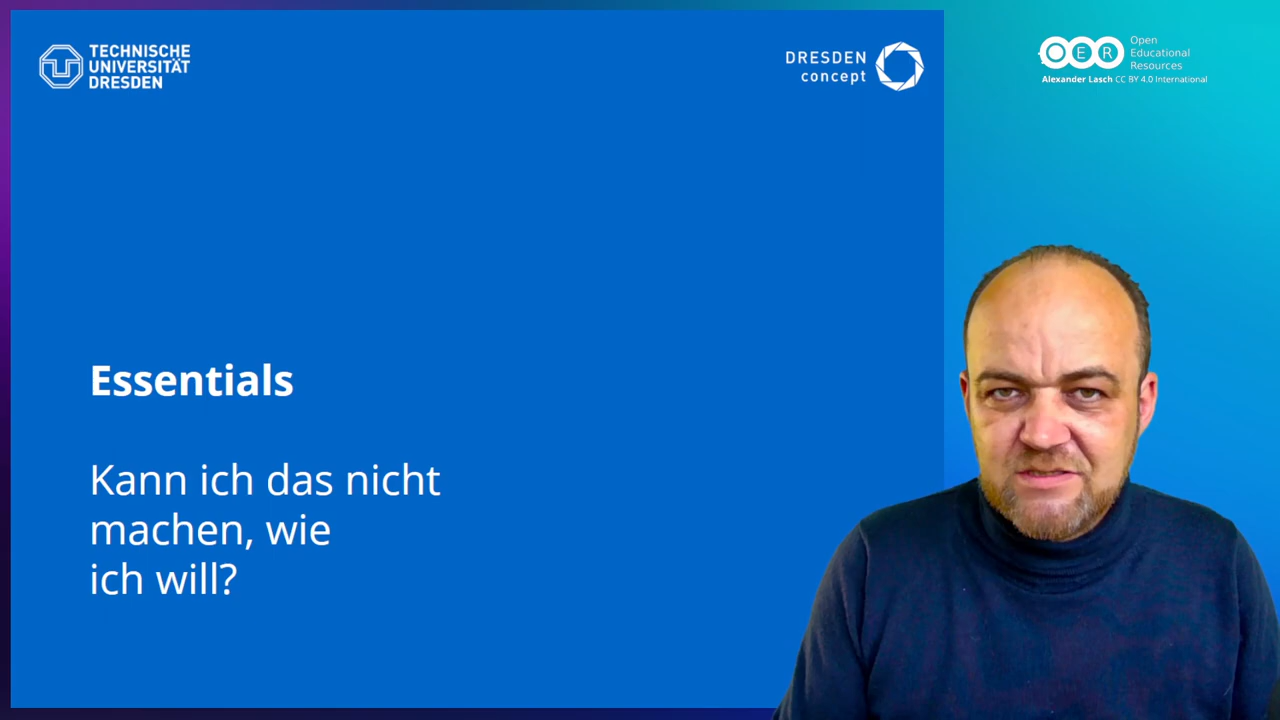 TECHNISCHE
UNIVERSITÄT
DRESDEN
DRESDEN
concept
OER
Open
Educational
Resources
Alexander Lasch CC BY 4.0 International
Essentials
Kann ich das nicht
machen, wie
ich will?